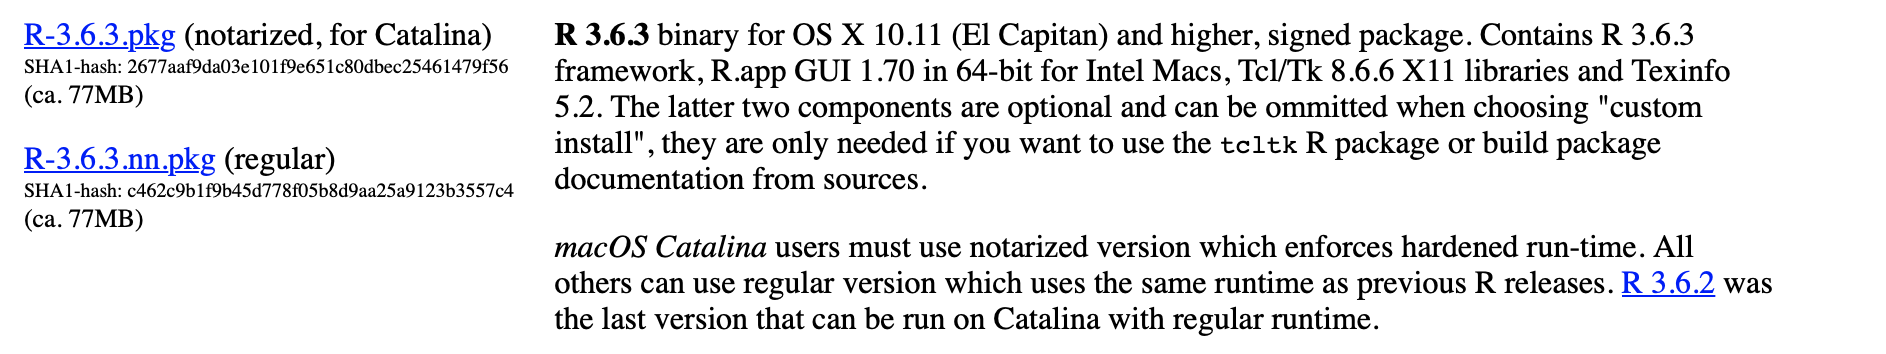 R-3.6.3.pkg (notarized, for Catalina)
SHA1-hash: 2677aaf9da03e101f9e651c80dbec25461479f56
(ca. 77MB)
R-3.6.3.nn.pkg (regular)
SHA1-hash: c462c9b1f9b45d778f05b8d9aa25a9123b3557c4
(ca. 77MB)
R 3.6.3 binary for OS X 10.11 (El Capitan) and higher, signed package. Contains R 3.6.3
framework, R.app GUI 1.70 in 64-bit for Intel Macs, Tcl/Tk 8.6.6 X11 libraries and Texinfo
5.2. The latter two components are optional and can be ommitted when choosing "custom
install", they are only needed if you want to use the tcltk R package or build package
documentation from sources.
macOS Catalina users must use notarized version which enforces hardened run-time. All
others can use regular version which uses the same runtime as previous R releases. R 3.6.2 was
the last version that can be run on Catalina with regular runtime.